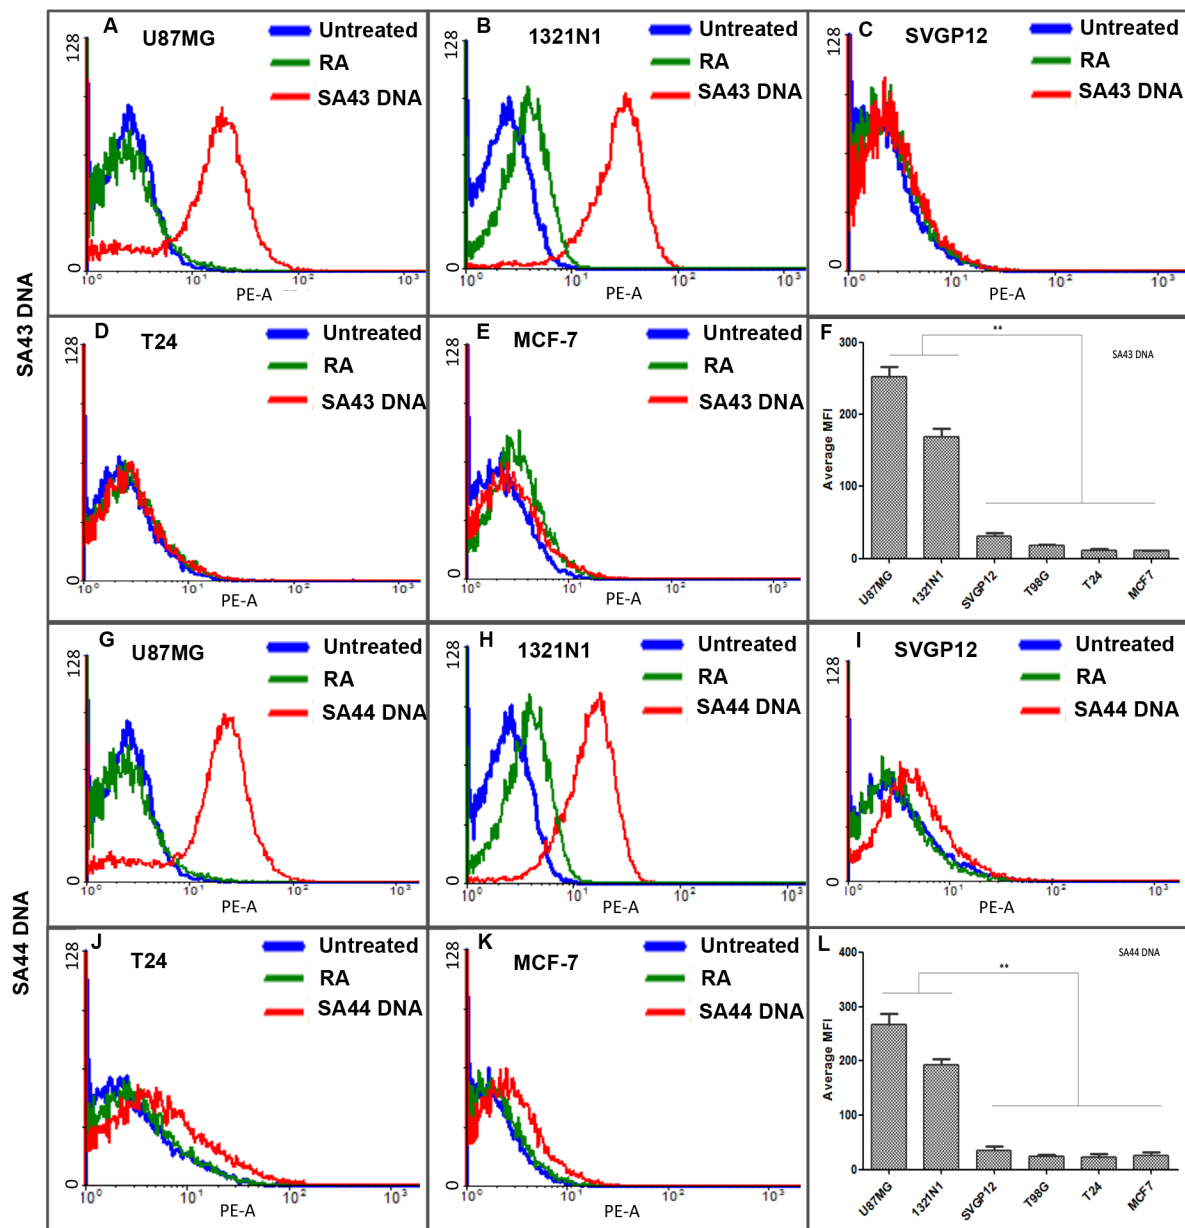 SA43 DNA
A
U87MG
Untreated
RA
SA43 DNA
128
0
10⁰ 10¹ 10² 10³
PE-A
B
1321N1
Untreated
RA
SA43 DNA
128
0
10⁰ 10¹ 10² 10³
PE-A
C
SVGP12
Untreated
RA
SA43 DNA
128
0
10⁰ 10¹ 10² 10³
PE-A
D
T24
Untreated
RA
SA43 DNA
128
0
10⁰ 10¹ 10² 10³
PE-A
E
MCF-7
Untreated
RA
SA43 DNA
128
0
10⁰ 10¹ 10² 10³
PE-A
F
**
SA43 DNA
Average MFI
300
200
100
0
U87MG 1321N1 SVGP12 T98G T24 MCF7
SA44 DNA
G
U87MG
Untreated
RA
SA44 DNA
128
0
10⁰ 10¹ 10² 10³
PE-A
H
1321N1
Untreated
RA
SA44 DNA
128
0
10⁰ 10¹ 10² 10³
PE-A
I
SVGP12
Untreated
RA
SA44 DNA
128
0
10⁰ 10¹ 10² 10³
PE-A
J
T24
Untreated
RA
SA44 DNA
128
0
10⁰ 10¹ 10² 10³
PE-A
K
MCF-7
Untreated
RA
SA44 DNA
128
0
10⁰ 10¹ 10² 10³
PE-A
L
**
SA44 DNA
Average MFI
400
300
200
100
0
U87MG 1321N1 SVGP12 T98G T24 MCF7